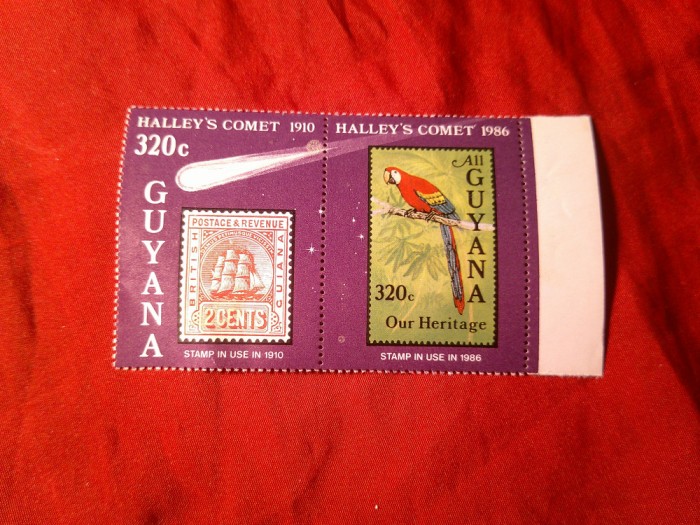 HALLEY'S COMET 1910
320c
GUYANA
POSTAGE & REVENUE
BRITISH
GUIANA
2 CENTS
STAMP IN USE IN 1910
HALLEY'S COMET 1986
All
GUYANA
320c
Our Heritage
STAMP IN USE IN 1986